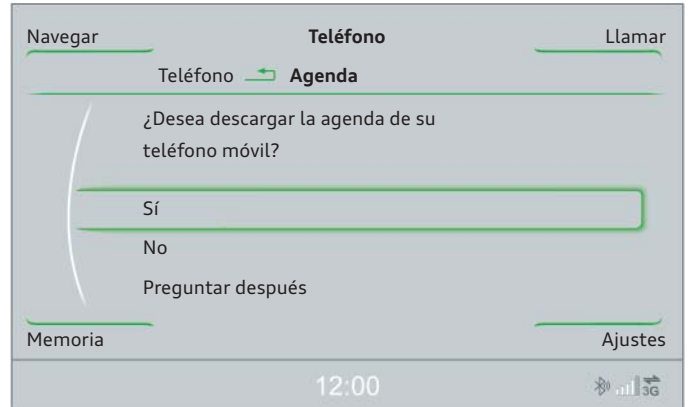 Navegar Teléfono Llamar
Teléfono Agenda
¿Desea descargar la agenda de su
teléfono móvil?
Sí
No
Preguntar después
Memoria Ajustes
12:00 3G